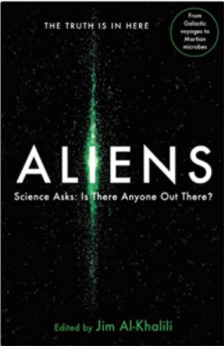 THE TRUTH IS IN HERE
From
Galactic
voyages to
Martian
microbes
ALIENS
Science Asks: Is There Anyone Out There?
Edited by Jim Al-Khalili